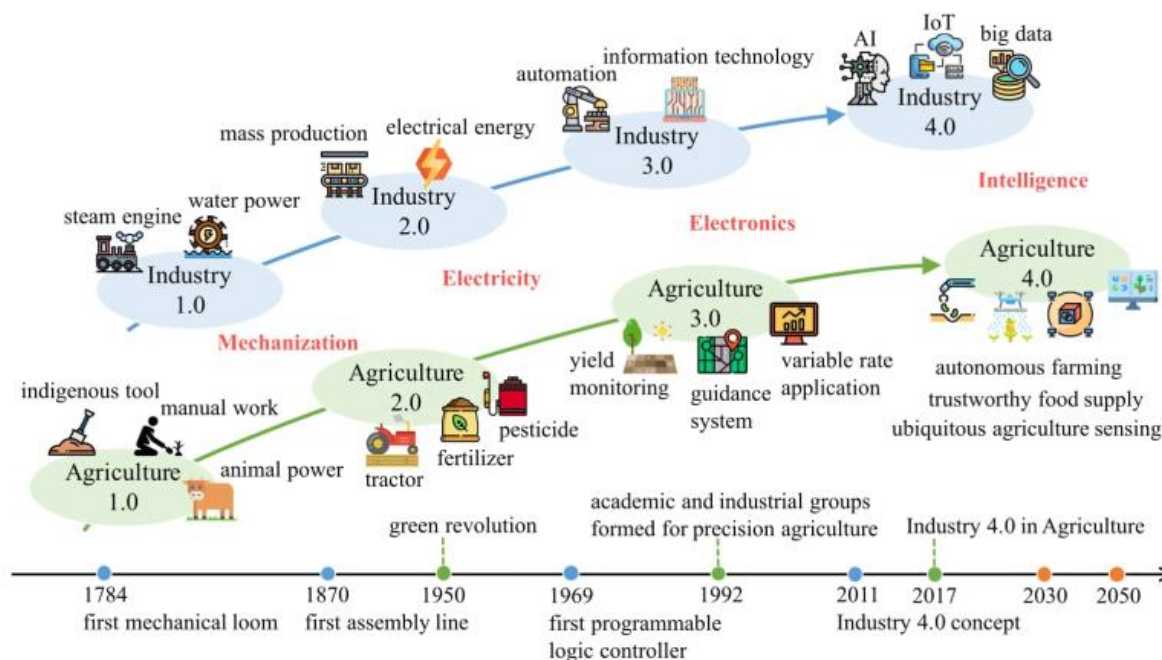 AI
IoT
big data
information technology
automation
Industry
4.0
mass production
electrical energy
Industry
3.0
Intelligence
steam engine
water power
Industry
2.0
Electronics
Agriculture
4.0
Industry
1.0
Electricity
Agriculture
3.0
Mechanization
yield
monitoring
guidance
system
variable rate
application
autonomous farming
trustworthy food supply
ubiquitous agriculture sensing
indigenous tool
manual work
Agriculture
2.0
pesticide
fertilizer
tractor
Agriculture
1.0
animal power
green revolution
academic and industrial groups
formed for precision agriculture
Industry 4.0 in Agriculture
1784
1870
1950
1969
1992
2011
2017
2030
2050
first mechanical loom
first assembly line
first programmable
logic controller
Industry 4.0 concept